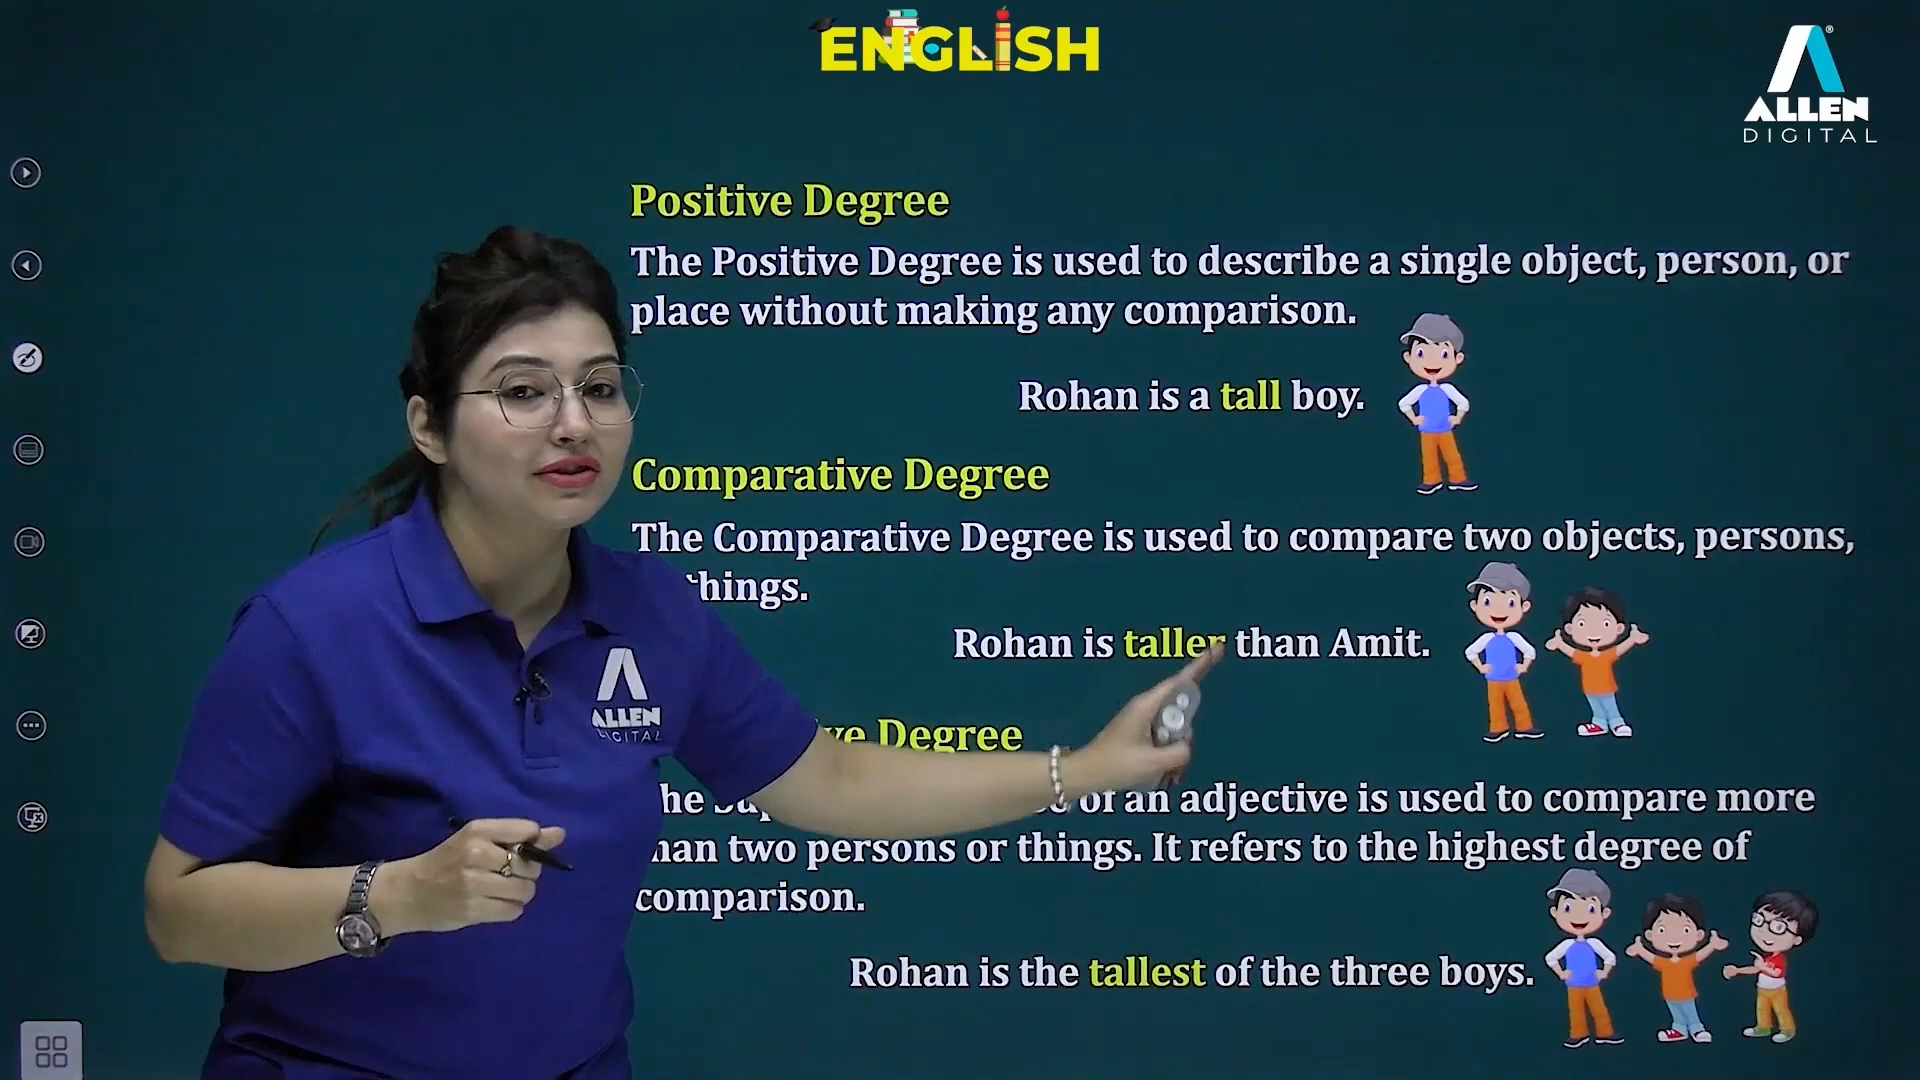 ENGLISH
ALLEN
DIGITAL
Positive Degree
The Positive Degree is used to describe a single object, person, or
place without making any comparison.
Rohan is a tall boy.
Comparative Degree
The Comparative Degree is used to compare two objects, persons,
things.
Rohan is taller than Amit.
Degree
of an adjective is used to compare more
two persons or things. It refers to the highest degree of
comparison.
Rohan is the tallest of the three boys.
ALLEN
DIGITAL